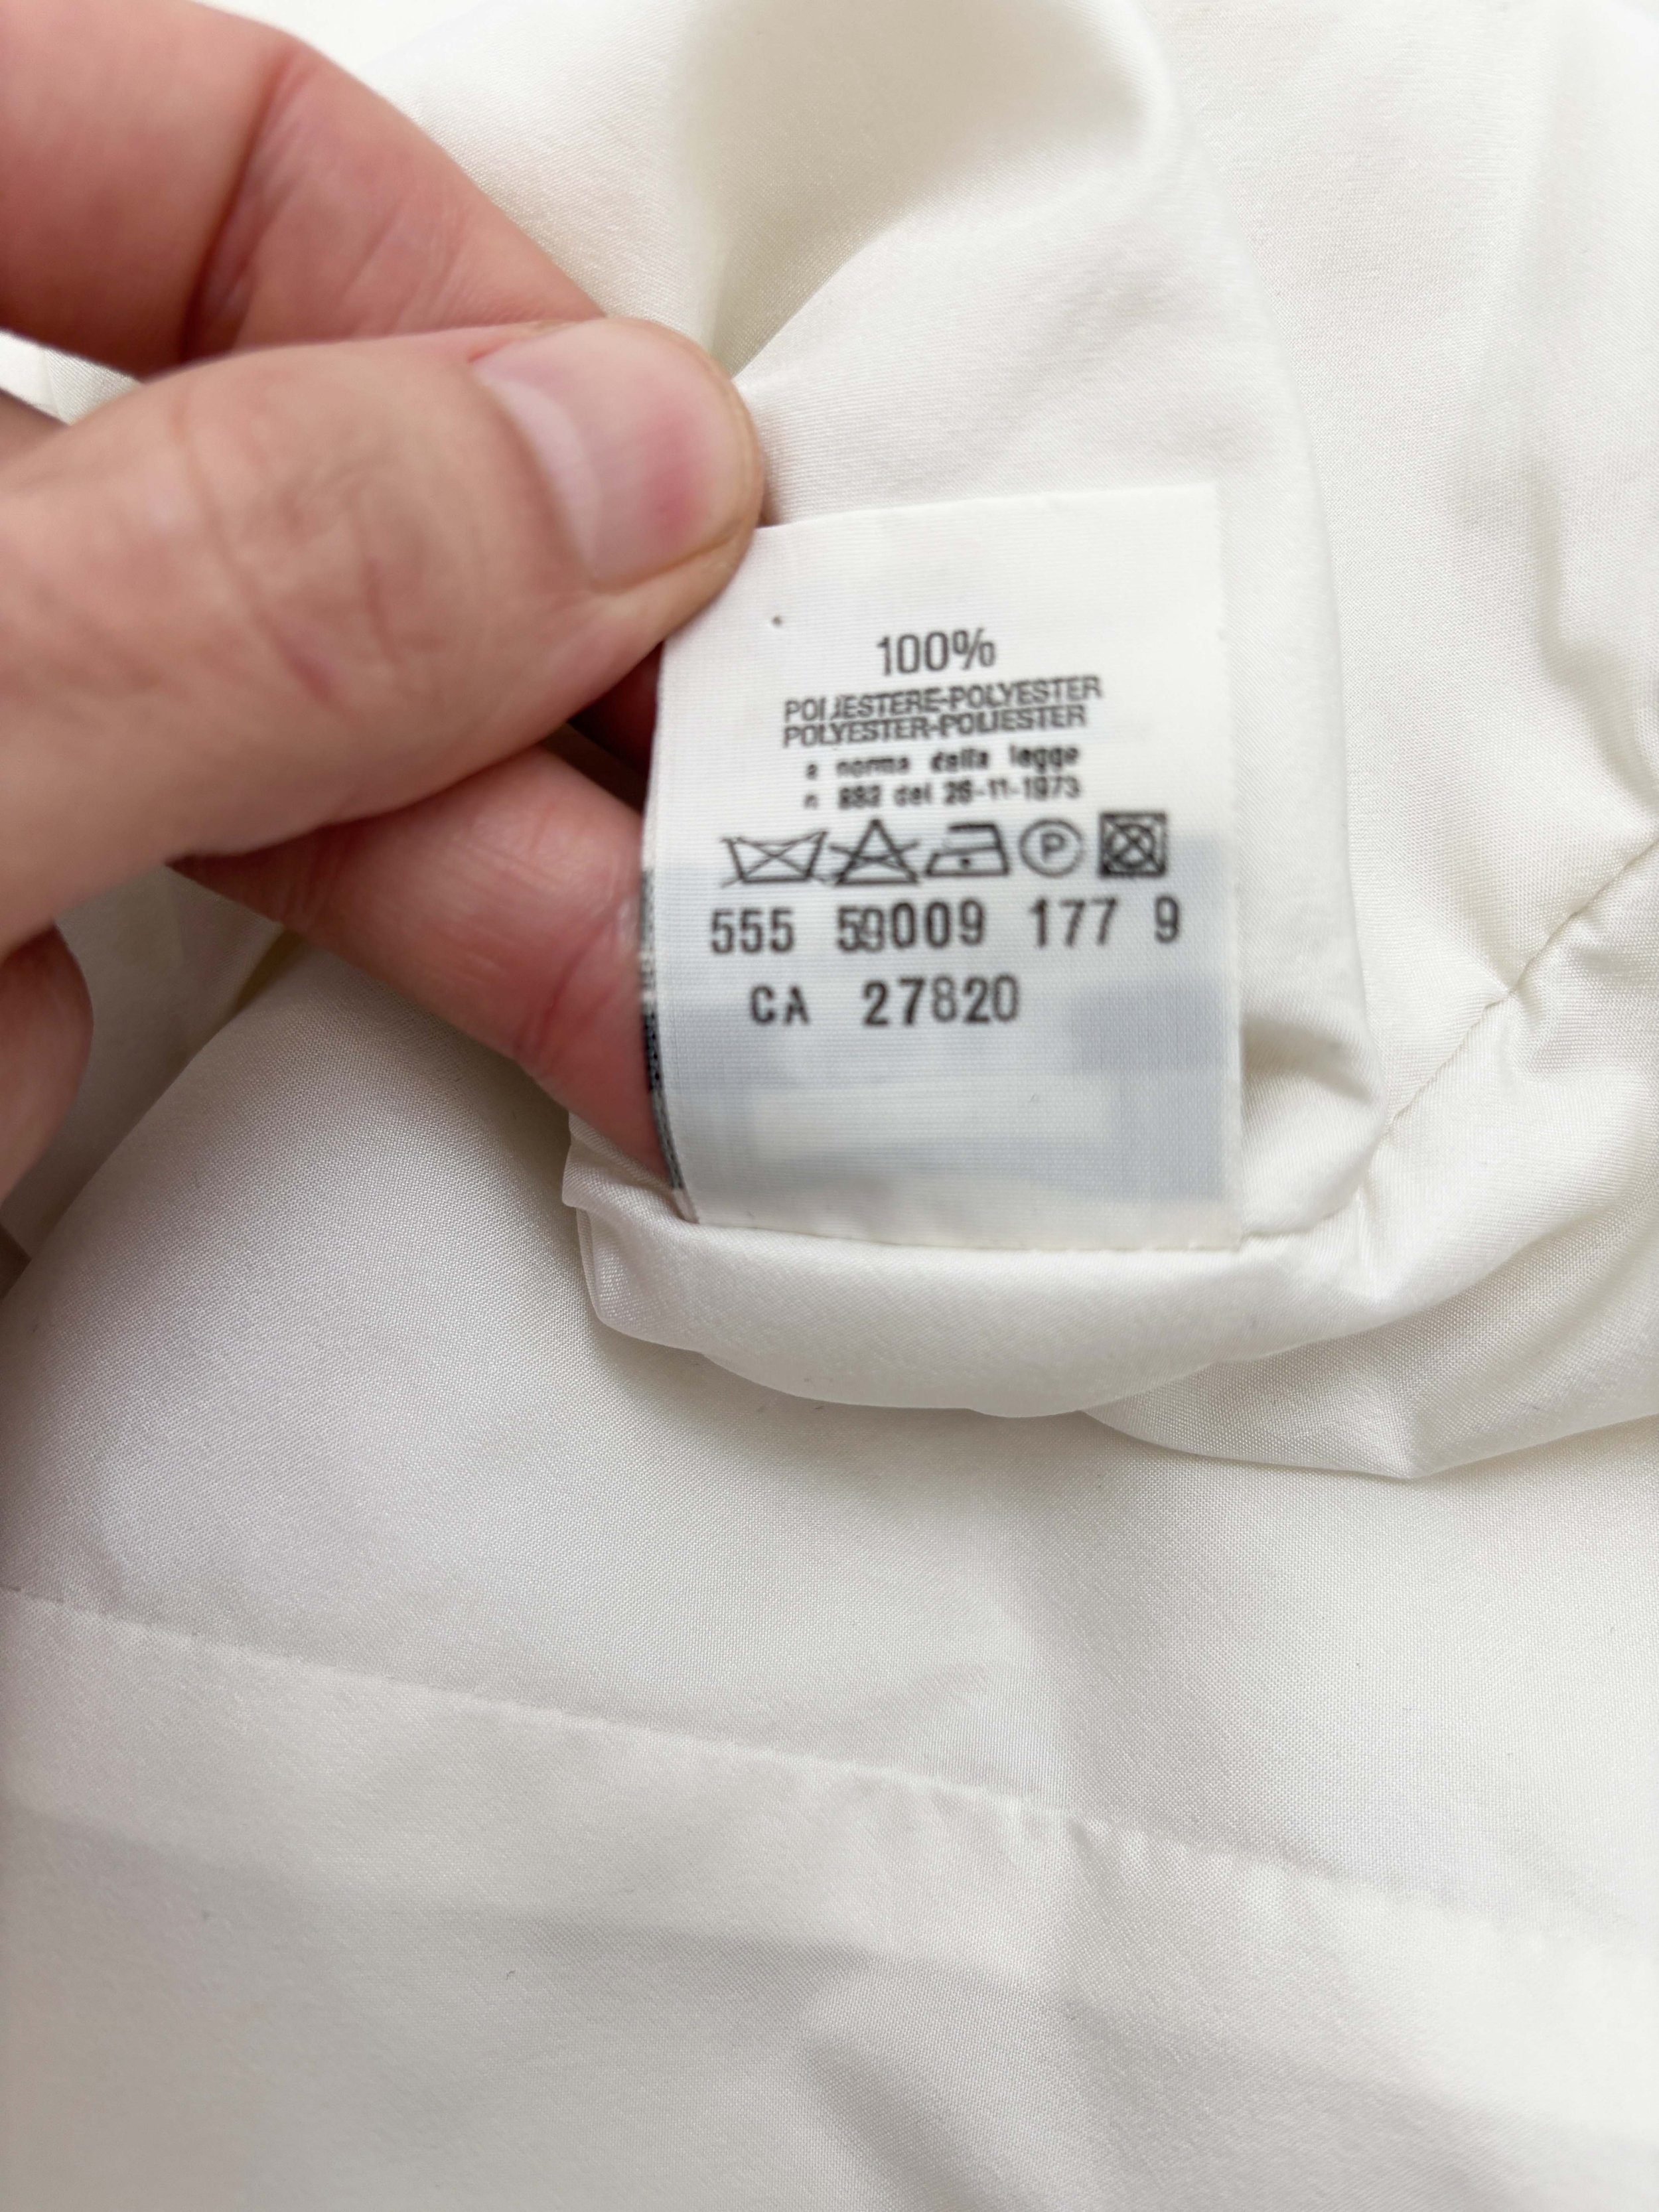 100%
POLIESTERE-POLYESTER
POLYESTER-POLIESTER
a norma della legge
n 883 del 26-11-1973
P
555 59009 177 9
CA 27820